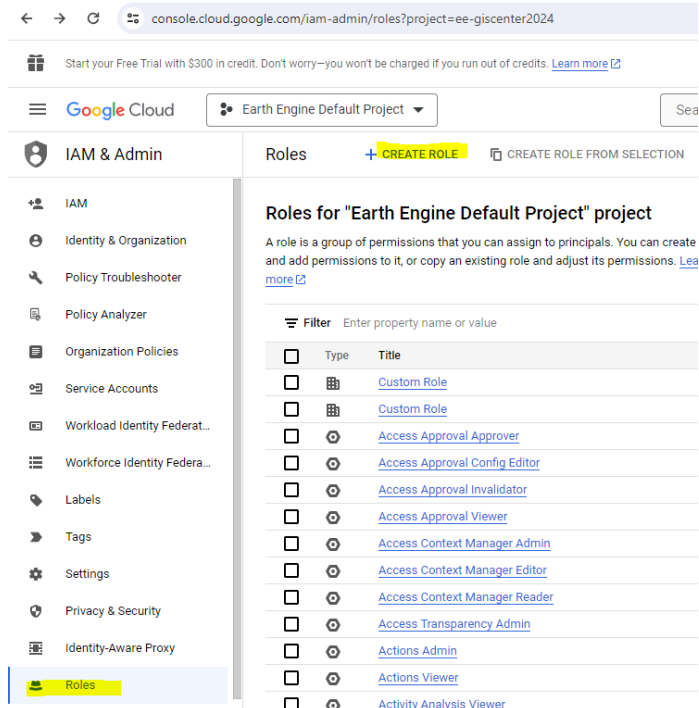 console.cloud.google.com/iam-admin/roles?project=ee-giscenter2024
Start your Free Trial with $300 in credit. Don't worry—you won't be charged if you run out of credits. Learn more
Google Cloud
Earth Engine Default Project
Sea
IAM & Admin
Roles
CREATE ROLE
CREATE ROLE FROM SELECTION
IAM
Identity & Organization
Policy Troubleshooter
Policy Analyzer
Organization Policies
Service Accounts
Workload Identity Federat...
Workforce Identity Federa...
Labels
Tags
Settings
Privacy & Security
Identity-Aware Proxy
Roles
Roles for "Earth Engine Default Project" project
A role is a group of permissions that you can assign to principals. You can create
and add permissions to it, or copy an existing role and adjust its permissions. Lea
more
Filter Enter property name or value
Type Title
Custom Role
Custom Role
Access Approval Approver
Access Approval Config Editor
Access Approval Invalidator
Access Approval Viewer
Access Context Manager Admin
Access Context Manager Editor
Access Context Manager Reader
Access Transparency Admin
Actions Admin
Actions Viewer
Activity Analysis Viewer